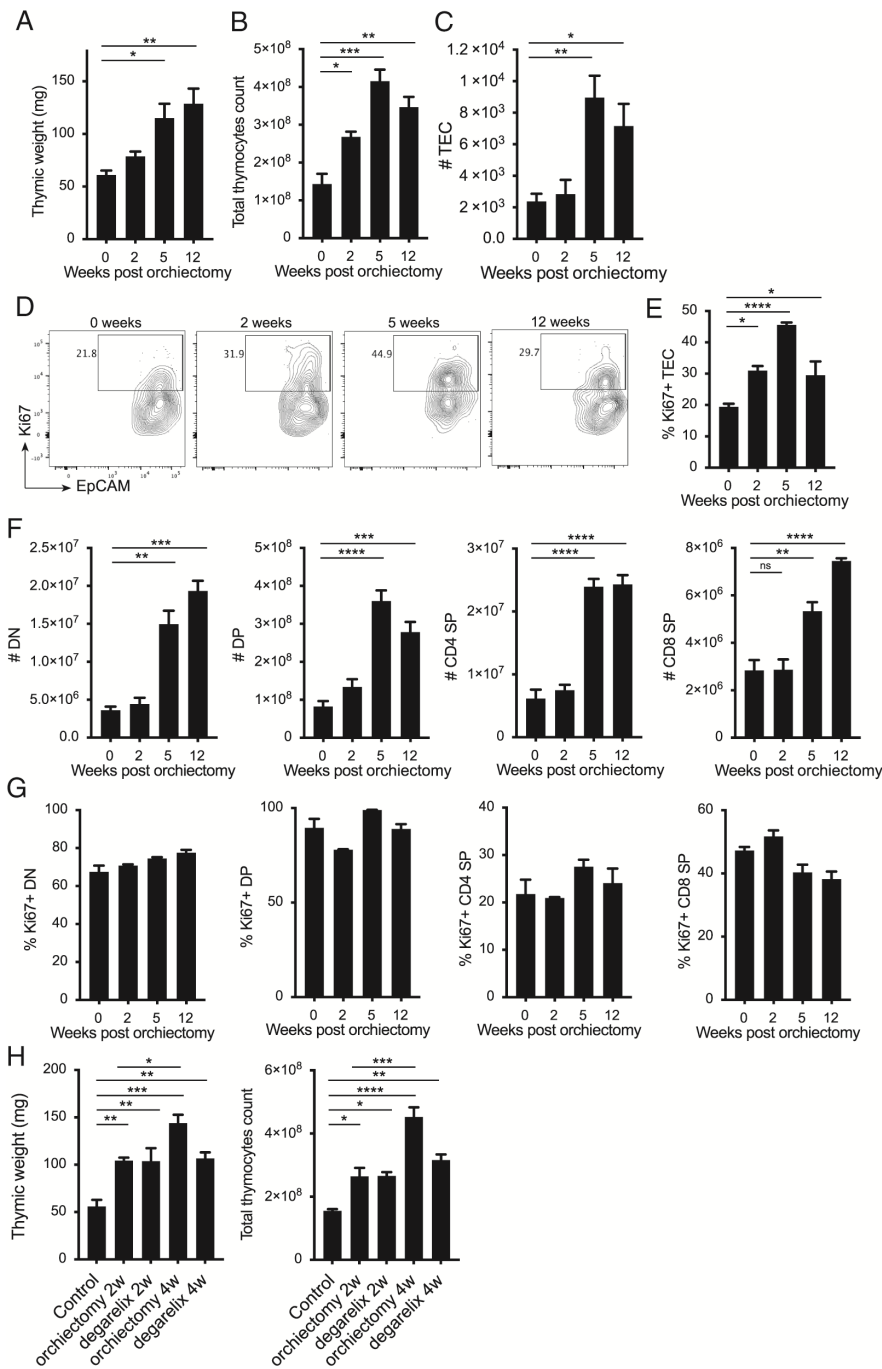 A
**
*
Thymic weight (mg)
150
100
50
0
0 2 5 12
Weeks post orchiectomy
B
**
***
*
Total thymocytes count
5×10⁸
4×10⁸
3×10⁸
2×10⁸
1×10⁸
0
0 2 5 12
Weeks post orchiectomy
C
*
**
# TEC
1.2×10⁴
1×10⁴
8×10³
6×10³
4×10³
2×10³
0.0
0 2 5 12
Weeks post orchiectomy
D
0 weeks 2 weeks 5 weeks 12 weeks
21.8 31.9 44.9 29.7
Ki67
EpCAM
E
*
****
*
% Ki67+ TEC
50
40
30
20
10
0
0 2 5 12
Weeks post orchiectomy
F
***
**
# DN
2.5×10⁷
2.0×10⁷
1.5×10⁷
1.0×10⁷
5.0×10⁶
0.0
0 2 5 12
Weeks post orchiectomy
***
****
# DP
5×10⁸
4×10⁸
3×10⁸
2×10⁸
1×10⁸
0
0 2 5 12
Weeks post orchiectomy
****
****
# CD4 SP
3×10⁷
2×10⁷
1×10⁷
0
0 2 5 12
Weeks post orchiectomy
****
**
ns
# CD8 SP
8×10⁶
6×10⁶
4×10⁶
2×10⁶
0
0 2 5 12
Weeks post orchiectomy
G
% Ki67+ DN
100
80
60
40
20
0
0 2 5 12
Weeks post orchiectomy
% Ki67+ DP
100
50
0
0 2 5 12
Weeks post orchiectomy
% Ki67+ CD4 SP
40
30
20
10
0
0 2 5 12
Weeks post orchiectomy
% Ki67+ CD8 SP
60
40
20
0
0 2 5 12
Weeks post orchiectomy
H
*
**
***
**
**
Thymic weight (mg)
200
150
100
50
0
Control
orchiectomy 2w
degarelix 2w
orchiectomy 4w
degarelix 4w
***
**
****
*
*
Total thymocytes count
6×10⁸
4×10⁸
2×10⁸
0
Control
orchiectomy 2w
degarelix 2w
orchiectomy 4w
degarelix 4w